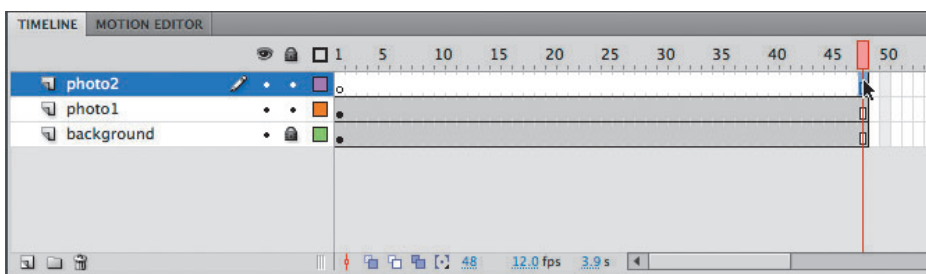 TIMELINE MOTION EDITOR
1 5 10 15 20 25 30 35 40 45 50
photo2
photo1
background
48 12.0 fps 3.9 s